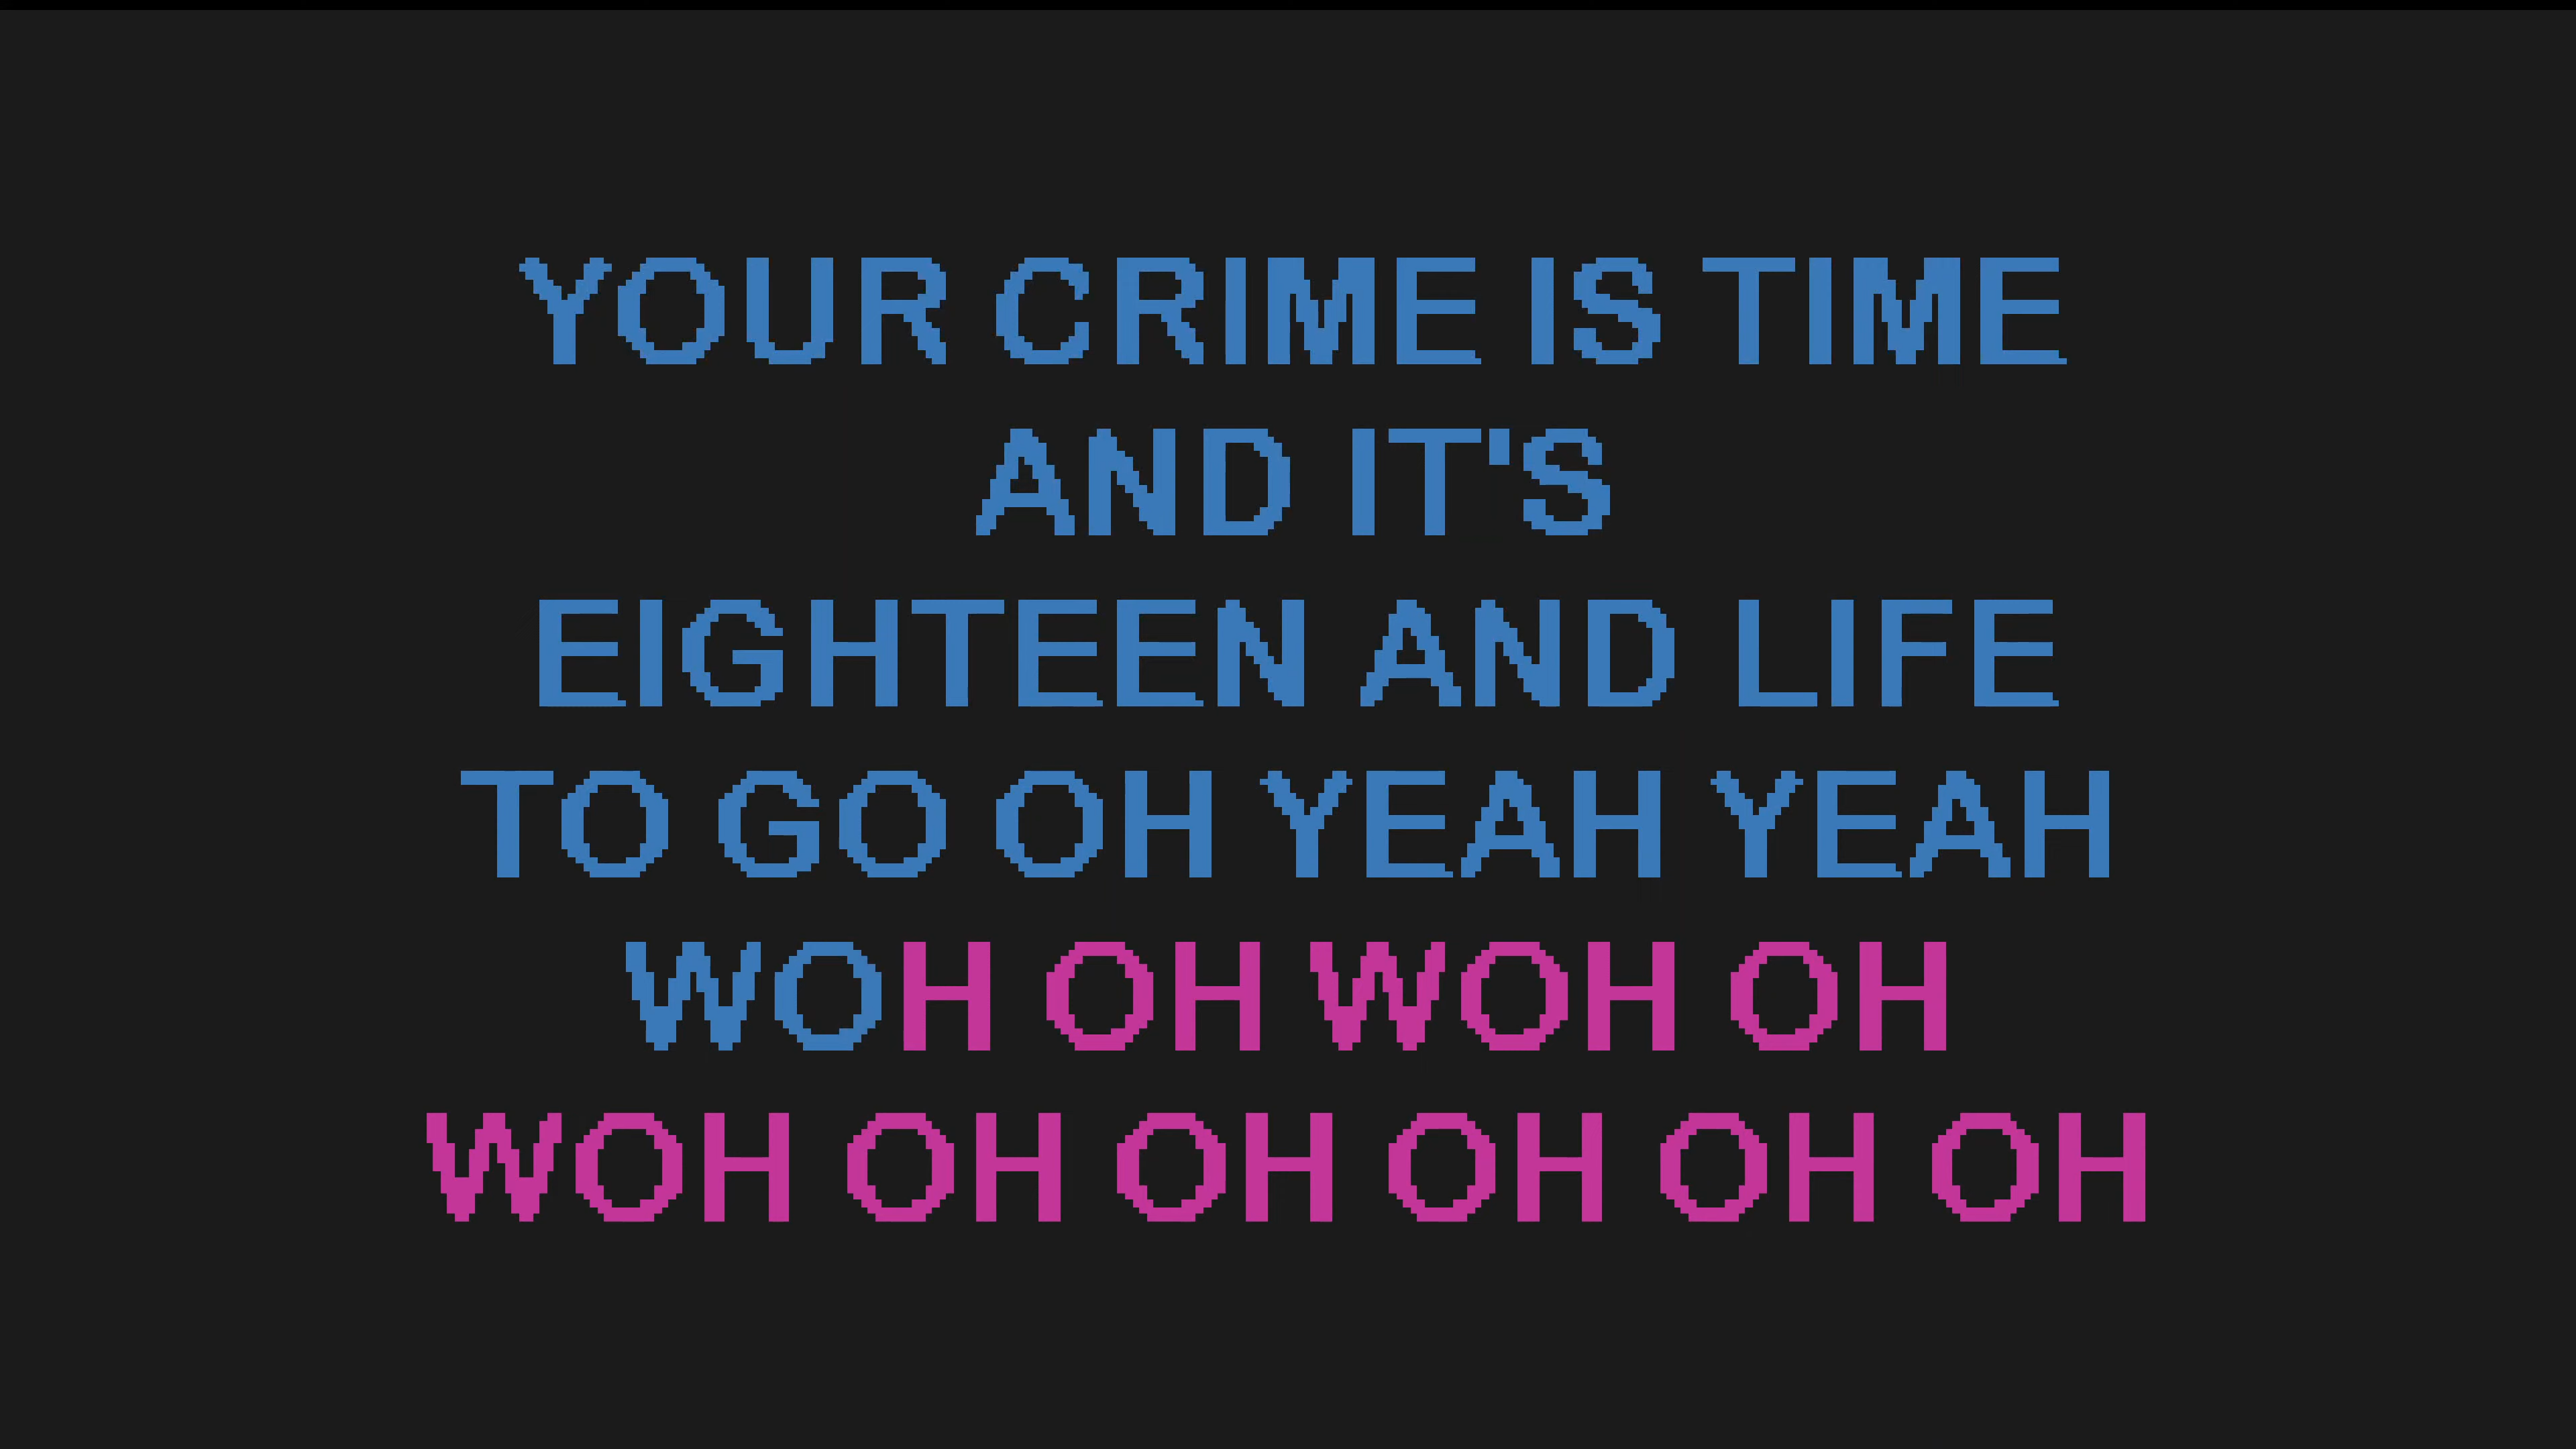 YOUR CRIME IS TIME
AND IT'S
EIGHTEEN AND LIFE
TO GO OH YEAH YEAH
WOH OH WOH OH
WOH OH OH OH OH OH